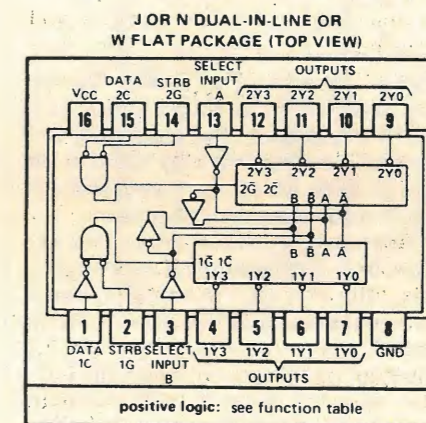 J OR N DUAL-IN-LINE OR
W FLAT PACKAGE (TOP VIEW)
SELECT
DATA STRB INPUT OUTPUTS
VCC 2C 2G A 2Y3 2Y2 2Y1 2Y0
16 15 14 13 12 11 10 9
2Y3 2Y2 2Y1 2Y0
2G̅ 2C̅
B B̅ A A̅
B B̅ A A̅
1G̅ 1C̅
1Y3 1Y2 1Y1 1Y0
1 2 3 4 5 6 7 8
DATA STRB SELECT 1Y3 1Y2 1Y1 1Y0 GND
1C 1G INPUT OUTPUTS
B
positive logic: see function table